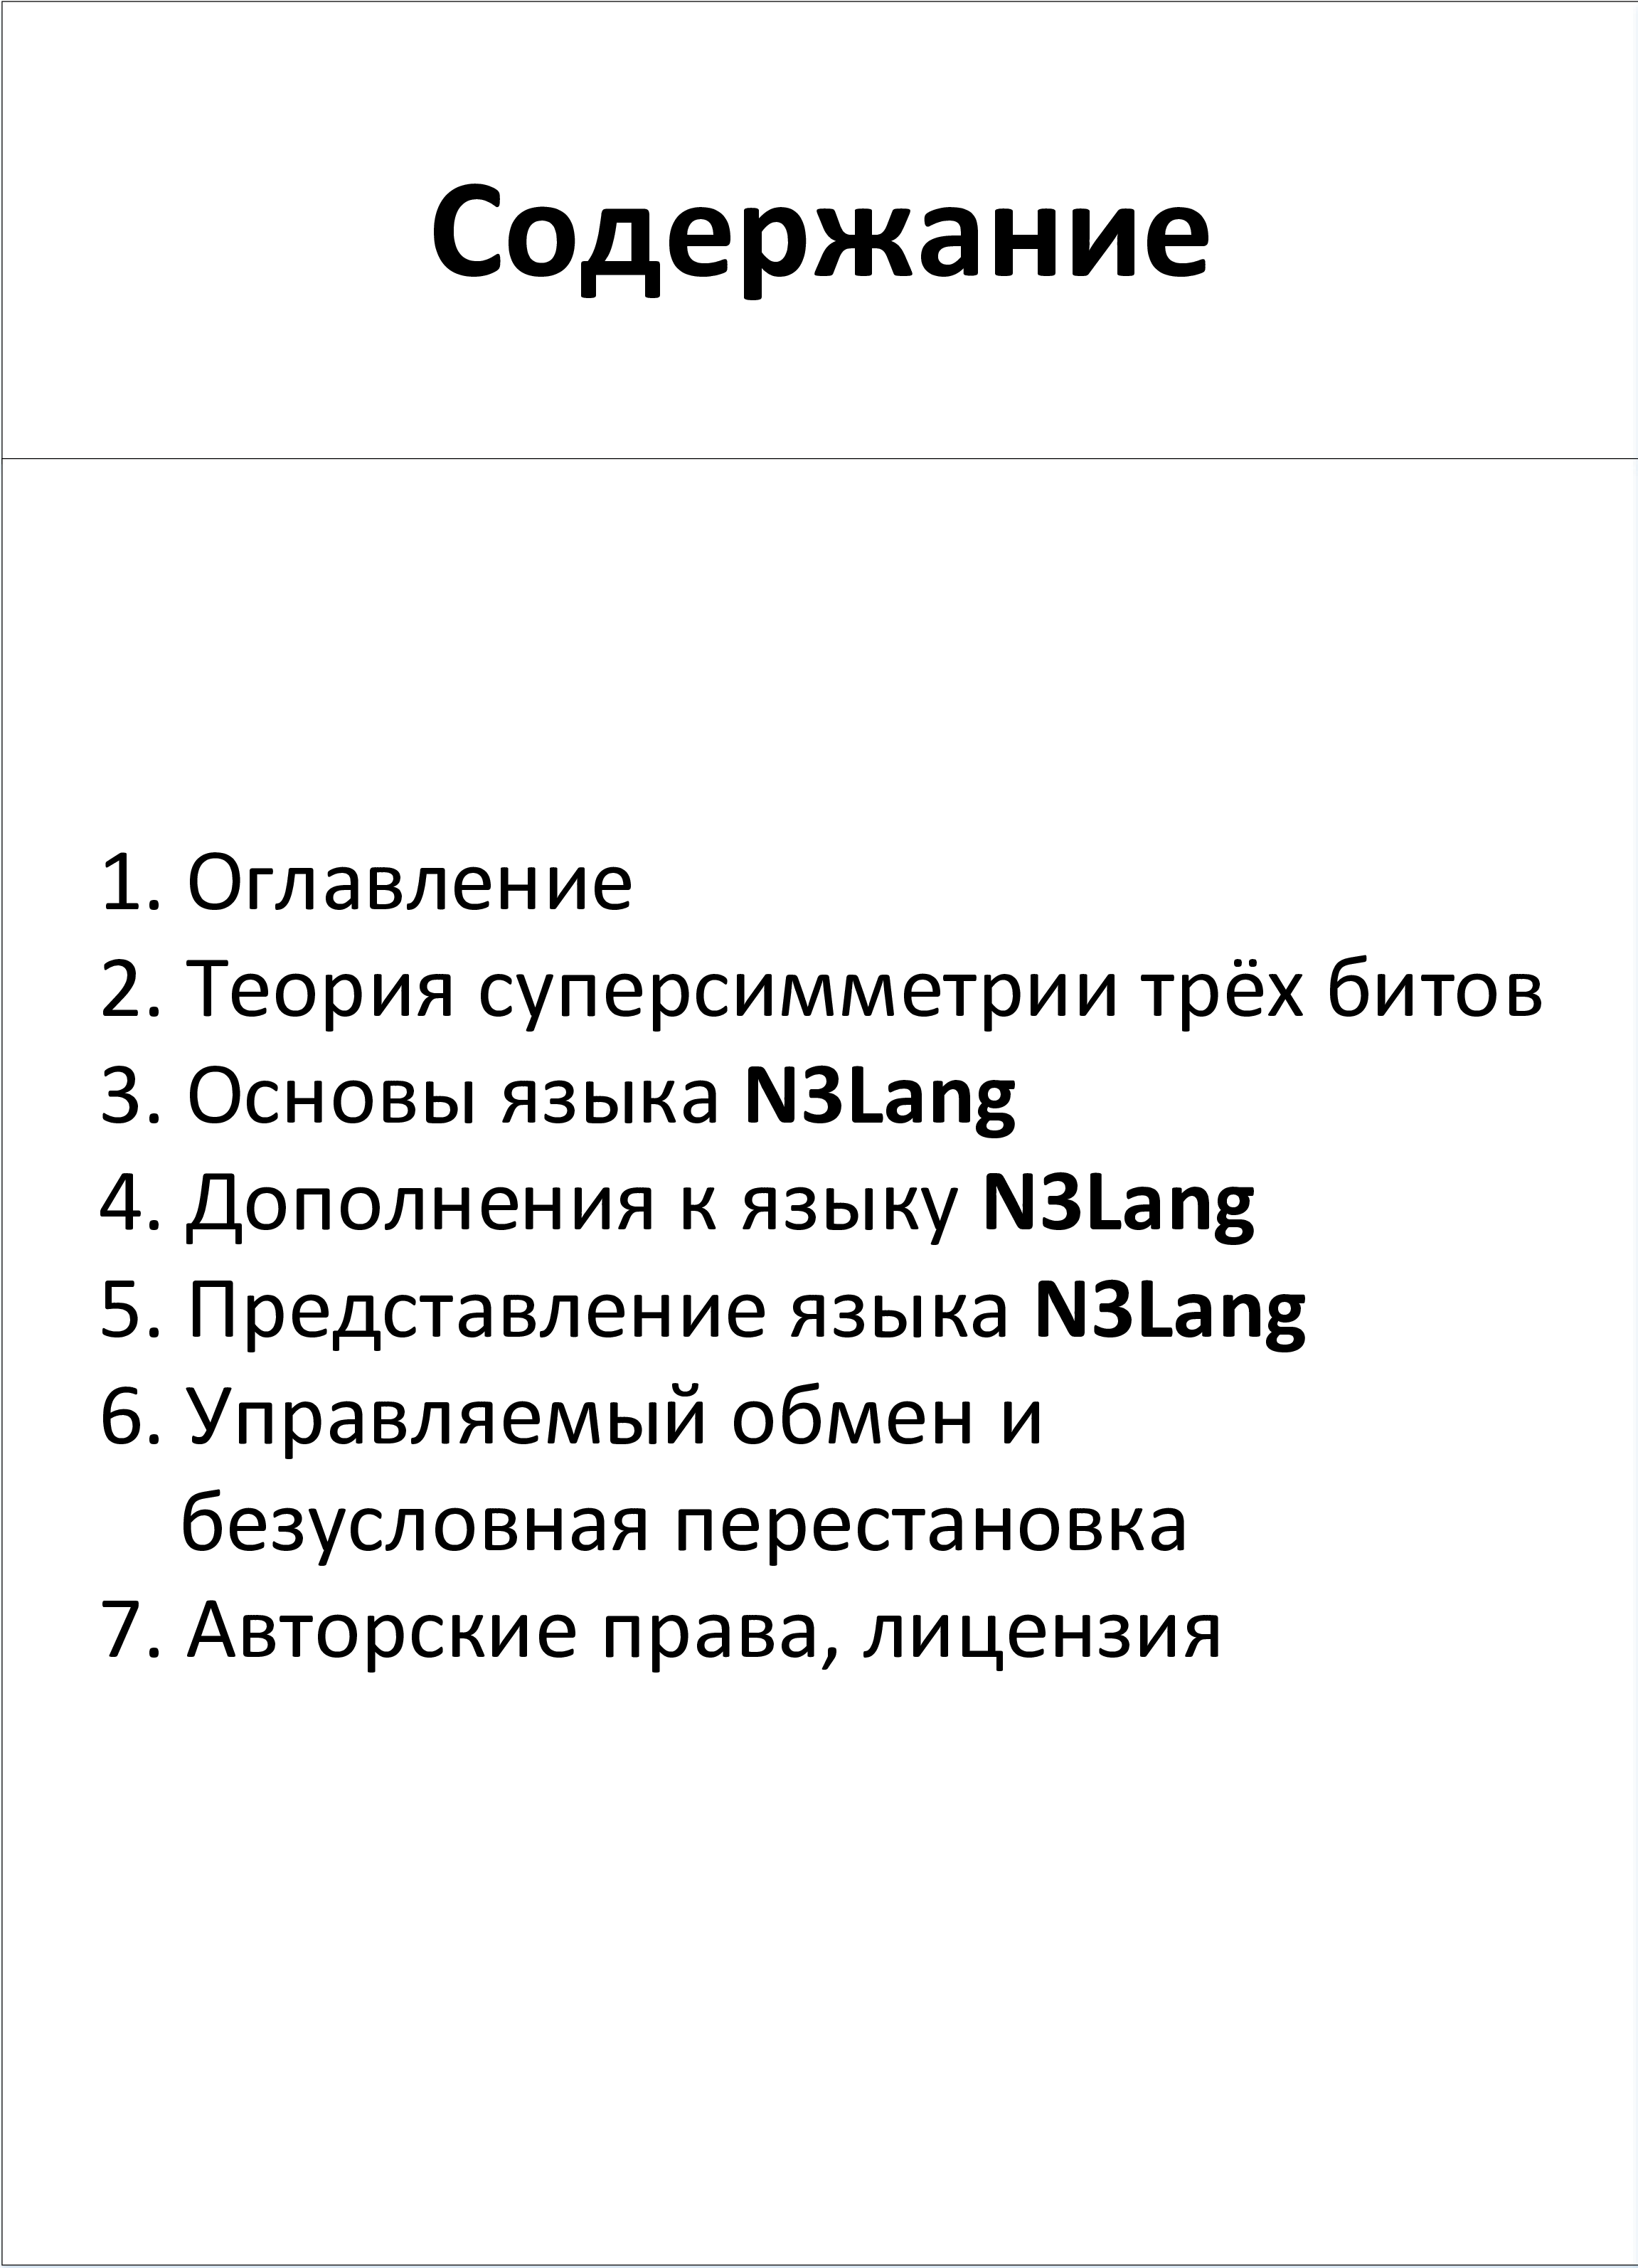 Содержание
1. Оглавление
2. Теория суперсимметрии трёх битов
3. Основы языка N3Lang
4. Дополнения к языку N3Lang
5. Представление языка N3Lang
6. Управляемый обмен и
безусловная перестановка
7. Авторские права, лицензия